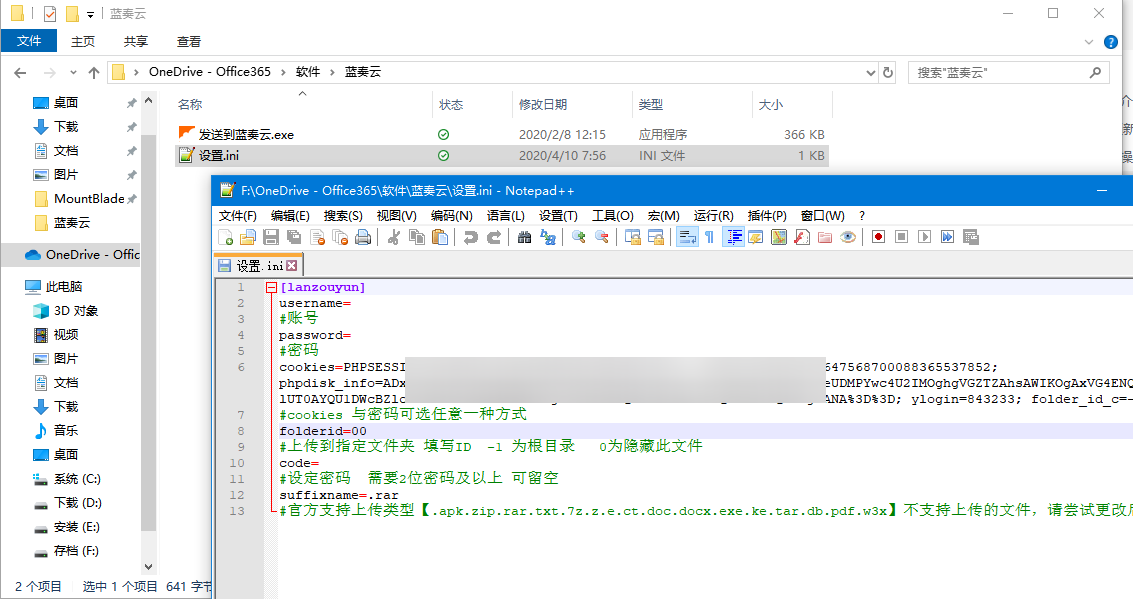 蓝奏云
文件 主页 共享 查看
OneDrive - Office365 软件 蓝奏云 搜索"蓝奏云"
名称 状态 修改日期 类型 大小
发送到蓝奏云.exe 2020/2/8 12:15 应用程序 366 KB
设置.ini 2020/4/10 7:56 INI 文件 1 KB
桌面
下载
文档
图片
MountBlade
蓝奏云
OneDrive - Offic
此电脑
3D 对象
视频
图片
文档
下载
音乐
桌面
系统 (C:)
下载 (D:)
安装 (E:)
存档 (F:)
2 个项目 选中 1 个项目 641 字节
F:\OneDrive - Office365\软件\蓝奏云\设置.ini - Notepad++
文件(F) 编辑(E) 搜索(S) 视图(V) 编码(N) 语言(L) 设置(T) 工具(O) 宏(M) 运行(R) 插件(P) 窗口(W) ?
设置.ini
1 [lanzouyun]
2 username=
3 #账号
4 password=
5 #密码
6 cookies=PHPSESSI 647568700088365537852;
phpdisk_info=ADx eUDMPYwc4U2IMOghgVGZTZAhsAWIKOgAxVG4ENQ
1UT0AYQU1DWcBZ1c ANA%3D%3D; ylogin=843233; folder_id_c=-
7 #cookies 与密码可选任意一种方式
8 folderid=00
9 #上传到指定文件夹 填写ID -1 为根目录 0为隐藏此文件
10 code=
11 #设定密码 需要2位密码及以上 可留空
12 suffixname=.rar
13 #官方支持上传类型【.apk.zip.rar.txt.7z.z.e.ct.doc.docx.exe.ke.tar.db.pdf.w3x】不支持上传的文件，请尝试更改后